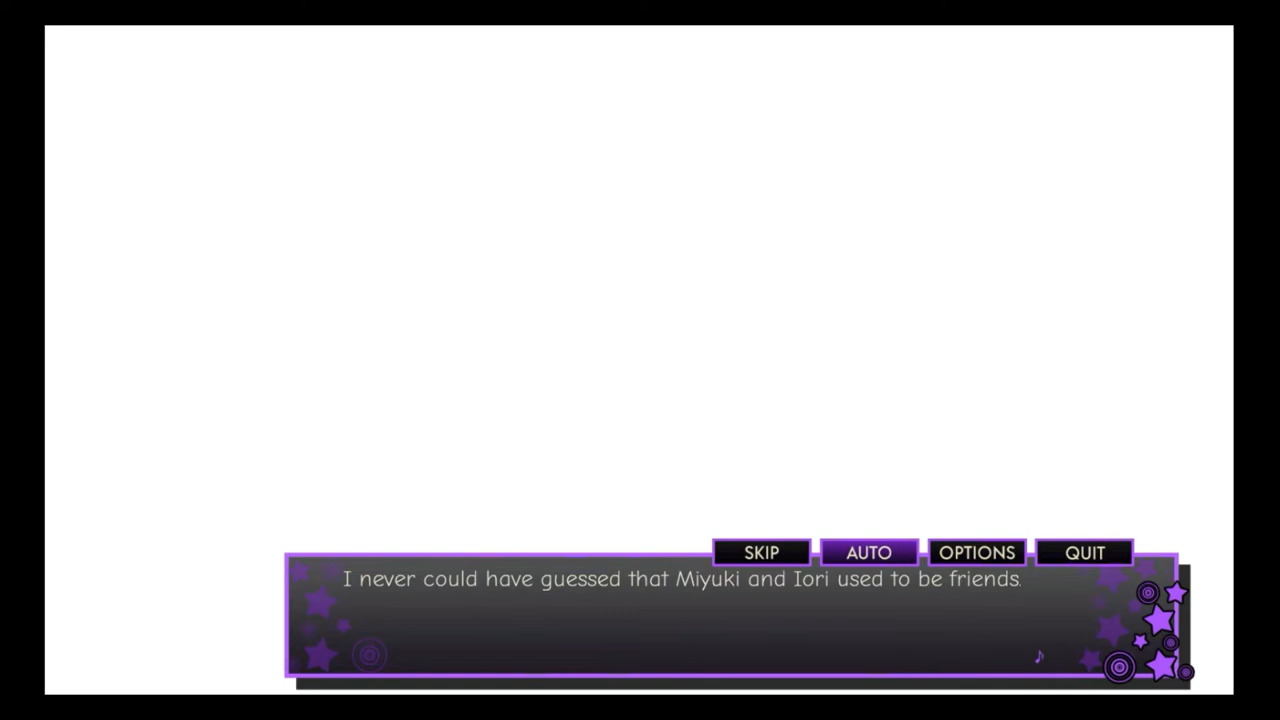 SKIP AUTO OPTIONS QUIT
I never could have guessed that Miyuki and Iori used to be friends.